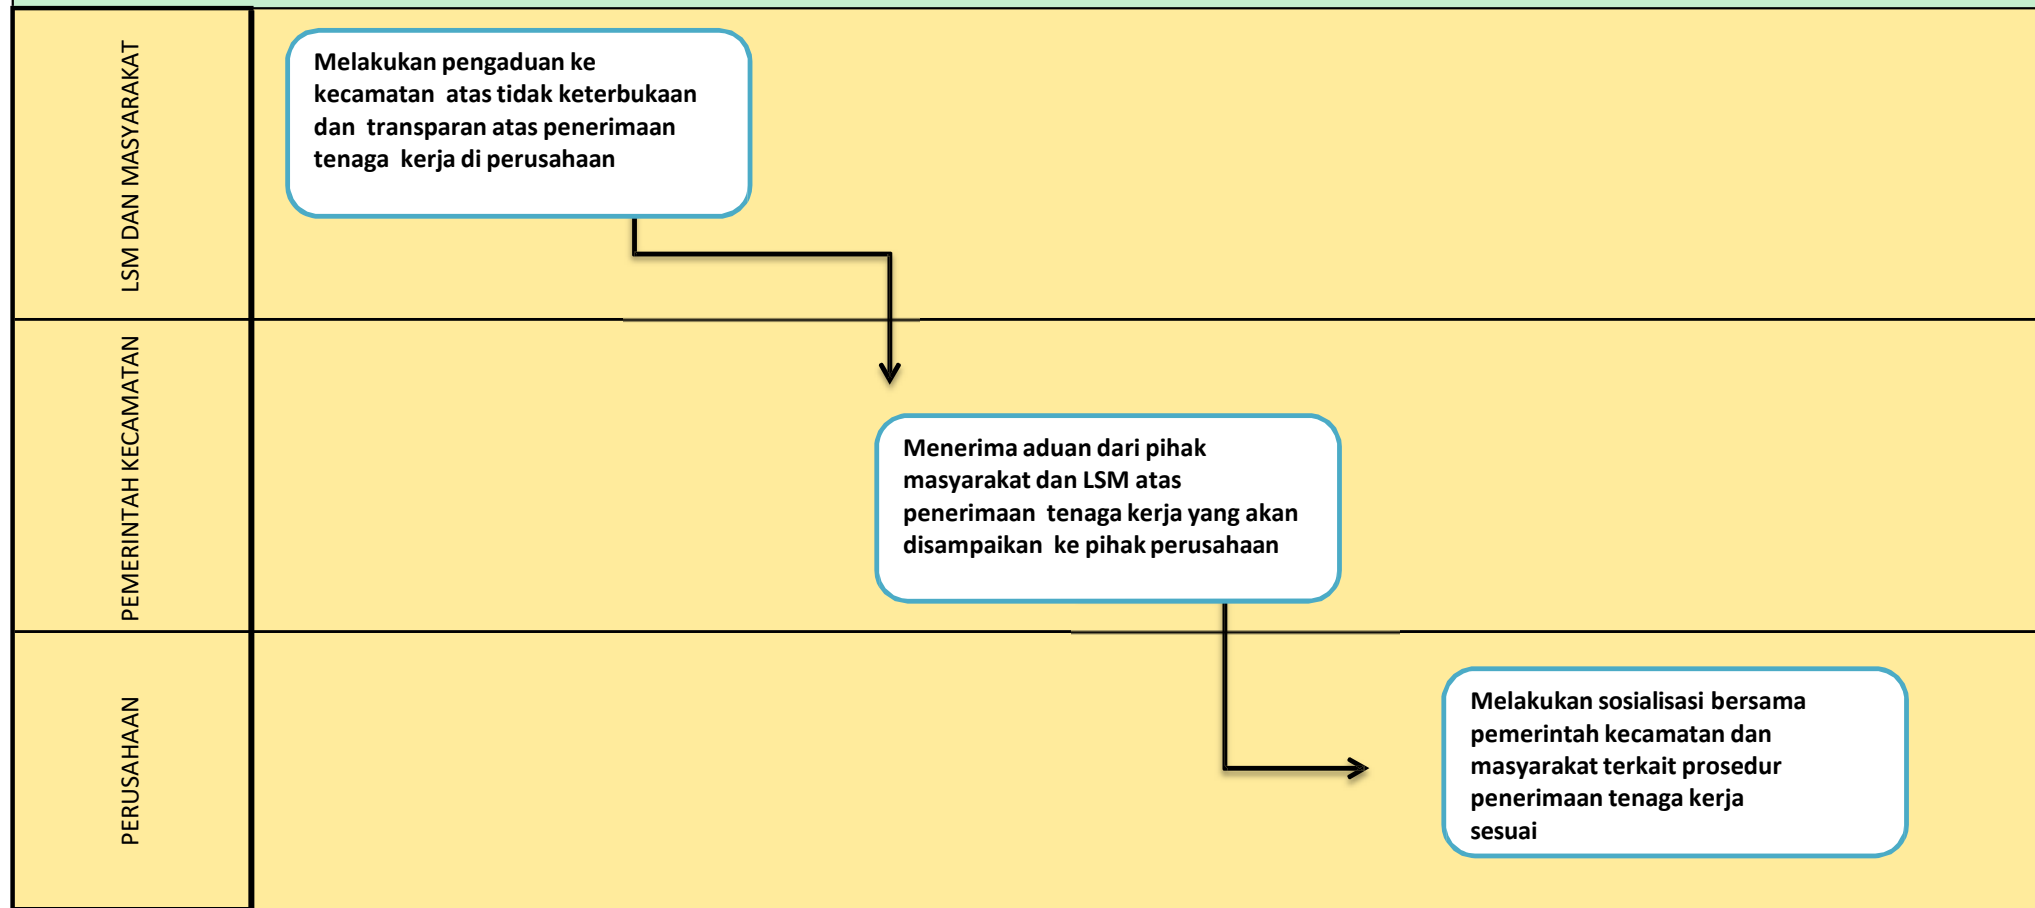 LSM DAN MASYARAKAT
Melakukan pengaduan ke
kecamatan atas tidak keterbukaan
dan transparan atas penerimaan
tenaga kerja di perusahaan
PEMERINTAH KECAMATAN
Menerima aduan dari pihak
masyarakat dan LSM atas
penerimaan tenaga kerja yang akan
disampaikan ke pihak perusahaan
PERUSAHAAN
Melakukan sosialisasi bersama
pemerintah kecamatan dan
masyarakat terkait prosedur
penerimaan tenaga kerja
sesuai